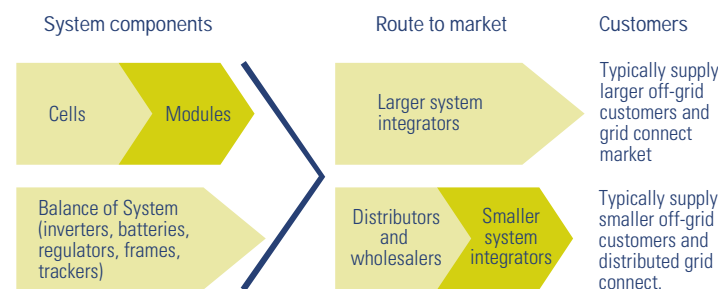 System components
Route to market
Customers
Cells
Modules
Larger system
integrators
Typically supply
larger off-grid
customers and
grid connect
market
Balance of System
(inverters, batteries,
regulators, frames,
trackers)
Distributors
and
wholesalers
Smaller
system
integrators
Typically supply
smaller off-grid
customers and
distributed grid
connect.